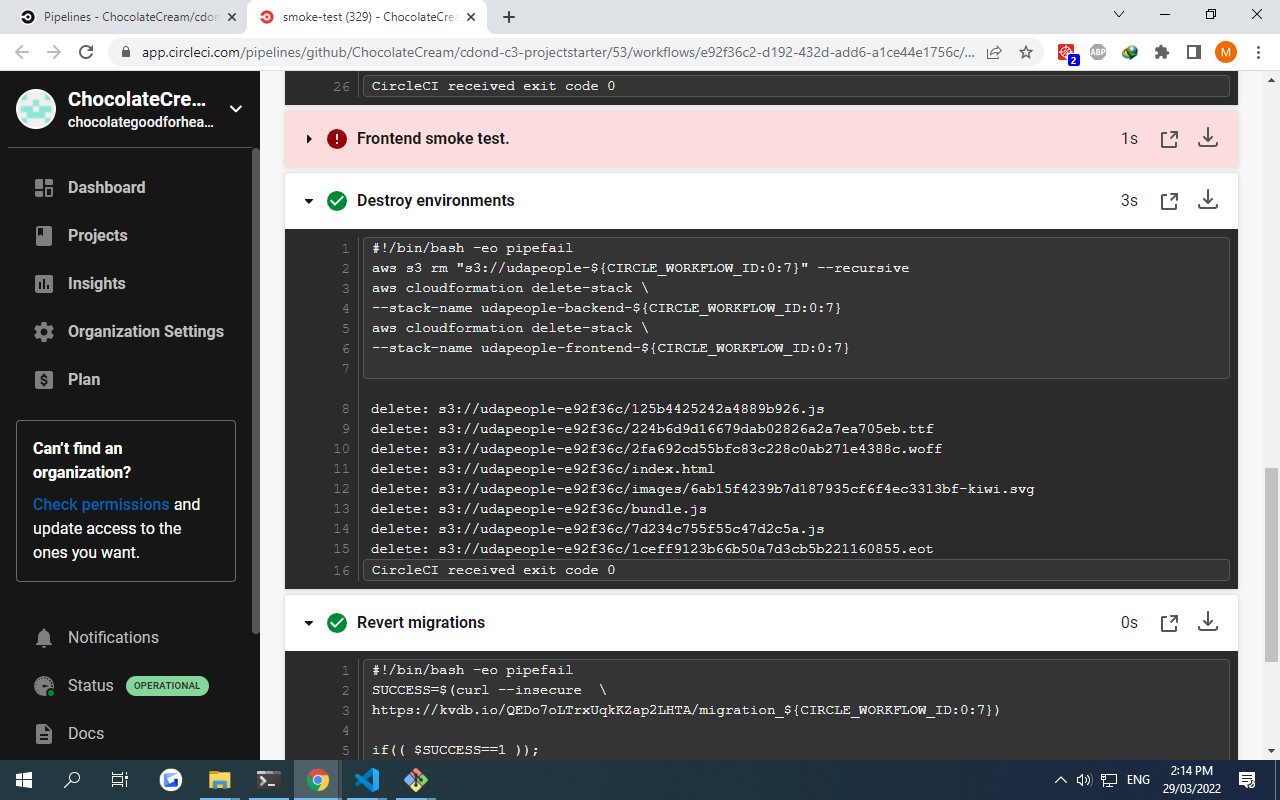 Pipelines - ChocolateCream/cdon
smoke-test (329) - ChocolateCrea
app.circleci.com/pipelines/github/ChocolateCream/cdond-c3-projectstarter/53/workflows/e92f36c2-d192-432d-add6-a1ce44e1756c/...
2
ABP
M
ChocolateCre...
chocolategoodforhea...
Dashboard
Projects
Insights
Organization Settings
Plan
Can't find an
organization?
Check permissions and
update access to the
ones you want.
Notifications
Status OPERATIONAL
Docs
26 CircleCI received exit code 0
Frontend smoke test. 1s
Destroy environments 3s
1 #!/bin/bash -eo pipefail
2 aws s3 rm "s3://udapeople-${CIRCLE_WORKFLOW_ID:0:7}" --recursive
3 aws cloudformation delete-stack \
4 --stack-name udapeople-backend-${CIRCLE_WORKFLOW_ID:0:7}
5 aws cloudformation delete-stack \
6 --stack-name udapeople-frontend-${CIRCLE_WORKFLOW_ID:0:7}
7
8 delete: s3://udapeople-e92f36c/125b4425242a4889b926.js
9 delete: s3://udapeople-e92f36c/224b6d9d16679dab02826a2a7ea705eb.ttf
10 delete: s3://udapeople-e92f36c/2fa692cd55bfc83c228c0ab271e4388c.woff
11 delete: s3://udapeople-e92f36c/index.html
12 delete: s3://udapeople-e92f36c/images/6ab15f4239b7d187935cf6f4ec3313bf-kiwi.svg
13 delete: s3://udapeople-e92f36c/bundle.js
14 delete: s3://udapeople-e92f36c/7d234c755f55c47d2c5a.js
15 delete: s3://udapeople-e92f36c/1ceff9123b66b50a7d3cb5b221160855.eot
16 CircleCI received exit code 0
Revert migrations 0s
1 #!/bin/bash -eo pipefail
2 SUCCESS=$(curl --insecure \
3 https://kvdb.io/QEDo7oLTrxUqkKZap2LHTA/migration_${CIRCLE_WORKFLOW_ID:0:7})
4
5 if(( $SUCCESS==1 ));
ENG
2:14 PM
29/03/2022